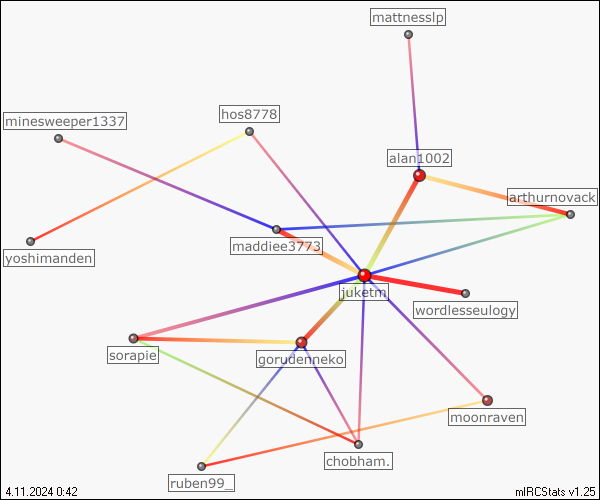 mattnesslp
hos8778
minesweeper1337
alan1002
arthurnovack
maddiee3773
yoshimanden
juketm
wordlesseulogy
sorapie
gorudenneko
moonraven
chobham.
ruben99_
4.11.2024 0:42
mIRCStats v1.25